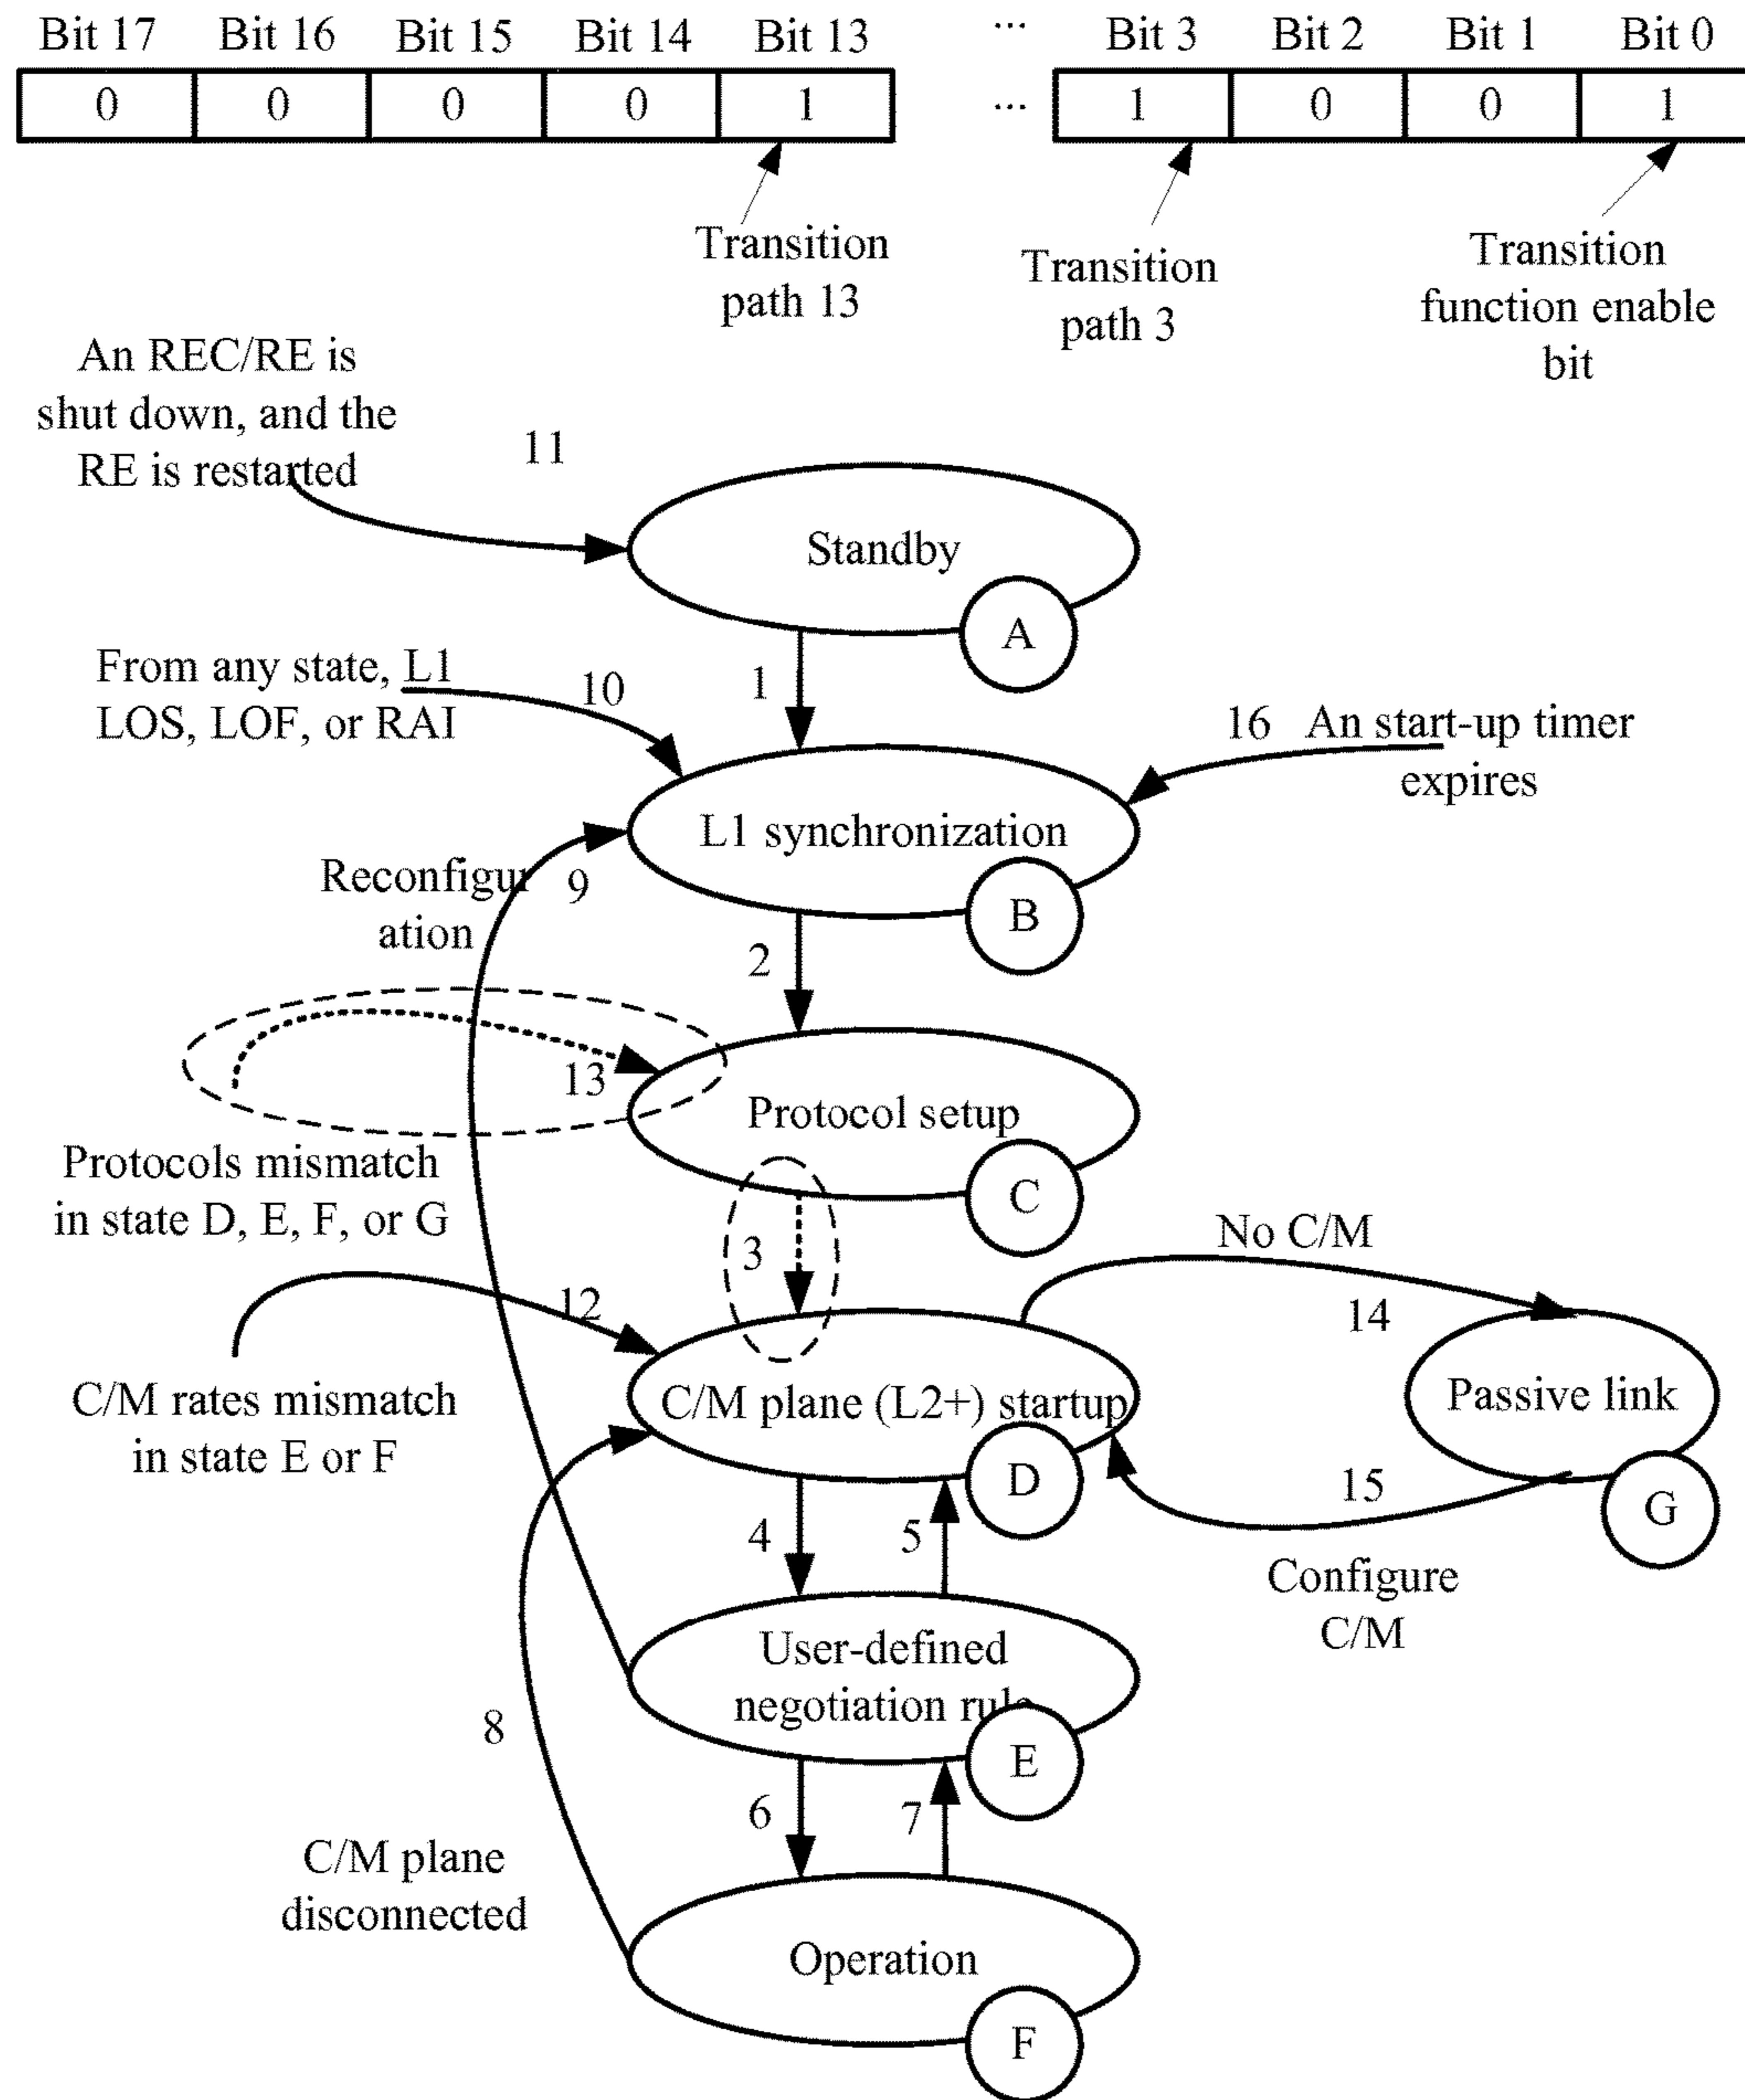 Bit 17 Bit 16 Bit 15 Bit 14 Bit 13 ... Bit 3 Bit 2 Bit 1 Bit 0
0 0 0 0 1 ... 1 0 0 1
Transition
path 13
Transition
path 3
Transition
function enable
bit
An REC/RE is
shut down, and the
RE is restarted
11
Standby
A
From any state, L1
LOS, LOF, or RAI
10
1
16 An start-up timer
expires
L1 synchronization
B
Reconfigur
ation
9
2
13
Protocol setup
C
Protocols mismatch
in state D, E, F, or G
3
No C/M
12
14
C/M rates mismatch
in state E or F
C/M plane (L2+) startup
D
Passive link
G
15
4
5
Configure
C/M
User-defined
negotiation rule
E
8
6
7
C/M plane
disconnected
Operation
F